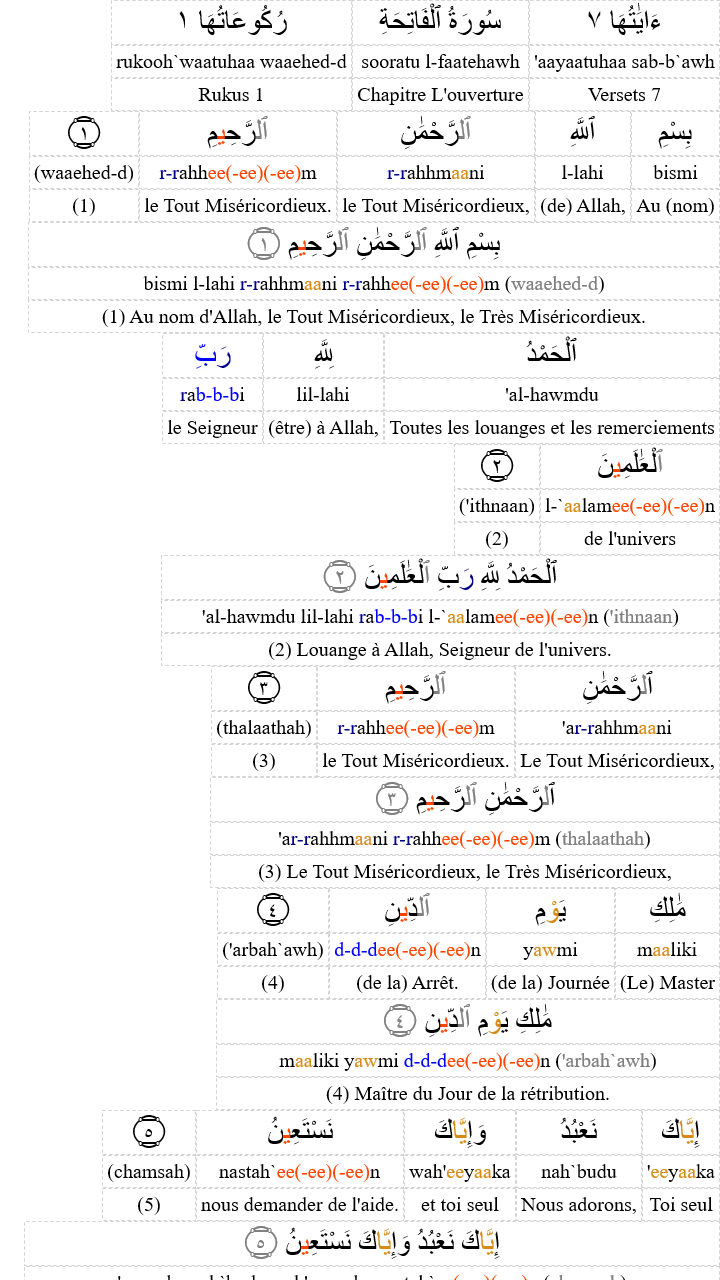 ءَايَٰتُهَا ٧ سُورَةُ ٱلْفَاتِحَةِ رُكُوعَاتُهَا ١
rukooh`waatuhaa waaehed-d sooratu l-faatehawh 'aayaatuhaa sab-b`awh
Rukus 1 Chapitre L'ouverture Versets 7
بِسْمِ ٱللَّهِ ٱلرَّحْمَٰنِ ٱلرَّحِيمِ ١
(waaehed-d) r-rahhee(-ee)(-ee)m r-rahhmaani l-lahi bismi
(1) le Tout Miséricordieux. le Tout Miséricordieux, (de) Allah, Au (nom)
بِسْمِ ٱللَّهِ ٱلرَّحْمَٰنِ ٱلرَّحِيمِ ١
bismi l-lahi r-rahhmaani r-rahhee(-ee)(-ee)m (waaehed-d)
(1) Au nom d'Allah, le Tout Miséricordieux, le Très Miséricordieux.
ٱلْحَمْدُ لِلَّهِ رَبِّ
rab-b-bi lil-lahi 'al-hawmdu
le Seigneur (être) à Allah, Toutes les louanges et les remerciements
ٱلْعَٰلَمِينَ ٢
('ithnaan) l-`aalamee(-ee)(-ee)n
(2) de l'univers
ٱلْحَمْدُ لِلَّهِ رَبِّ ٱلْعَٰلَمِينَ ٢
'al-hawmdu lil-lahi rab-b-bi l-`aalamee(-ee)(-ee)n ('ithnaan)
(2) Louange à Allah, Seigneur de l'univers.
ٱلرَّحْمَٰنِ ٱلرَّحِيمِ ٣
(thalaathah) r-rahhee(-ee)(-ee)m 'ar-rahhmaani
(3) le Tout Miséricordieux. Le Tout Miséricordieux,
ٱلرَّحْمَٰنِ ٱلرَّحِيمِ ٣
'ar-rahhmaani r-rahhee(-ee)(-ee)m (thalaathah)
(3) Le Tout Miséricordieux, le Très Miséricordieux,
مَٰلِكِ يَوْمِ ٱلدِّينِ ٤
('arbah`awh) d-d-dee(-ee)(-ee)n yawmi maaliki
(4) (de la) Arrêt. (de la) Journée (Le) Master
مَٰلِكِ يَوْمِ ٱلدِّينِ ٤
maaliki yawmi d-d-dee(-ee)(-ee)n ('arbah`awh)
(4) Maître du Jour de la rétribution.
إِيَّاكَ نَعْبُدُ وَإِيَّاكَ نَسْتَعِينُ ٥
(chamsah) nastah`ee(-ee)(-ee)n wah'eeyaaka nah`budu 'eeyaaka
(5) nous demander de l'aide. et toi seul Nous adorons, Toi seul
إِيَّاكَ نَعْبُدُ وَإِيَّاكَ نَسْتَعِينُ ٥